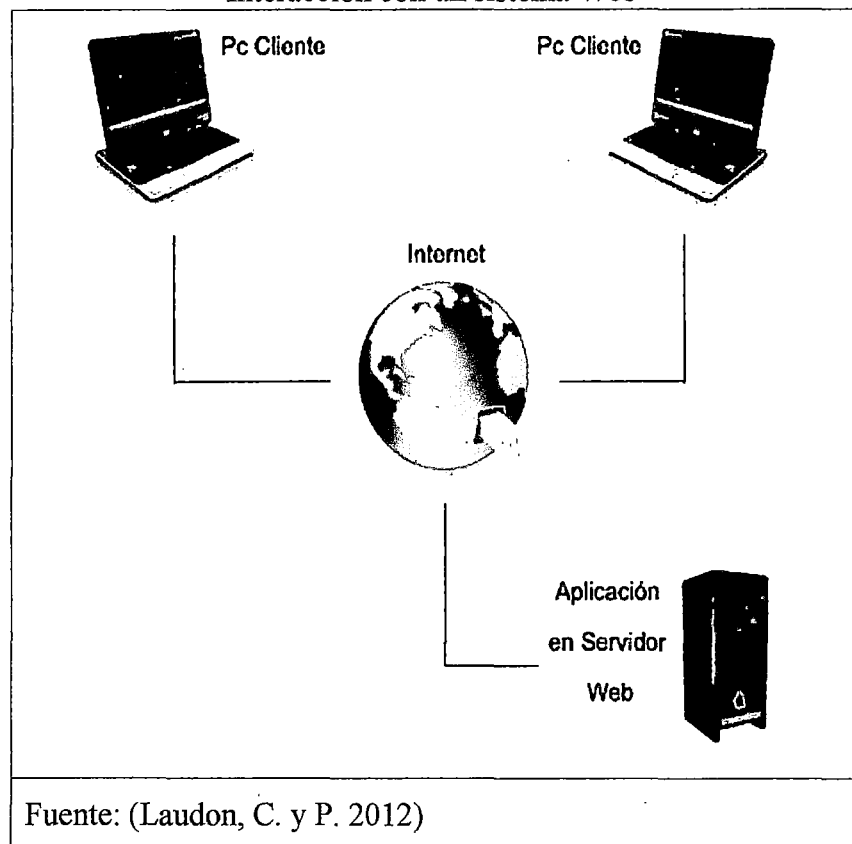 Pc Cliente
Pc Cliente
Internet
Aplicación
en Servidor
Web
Fuente: (Laudon, C. y P. 2012)